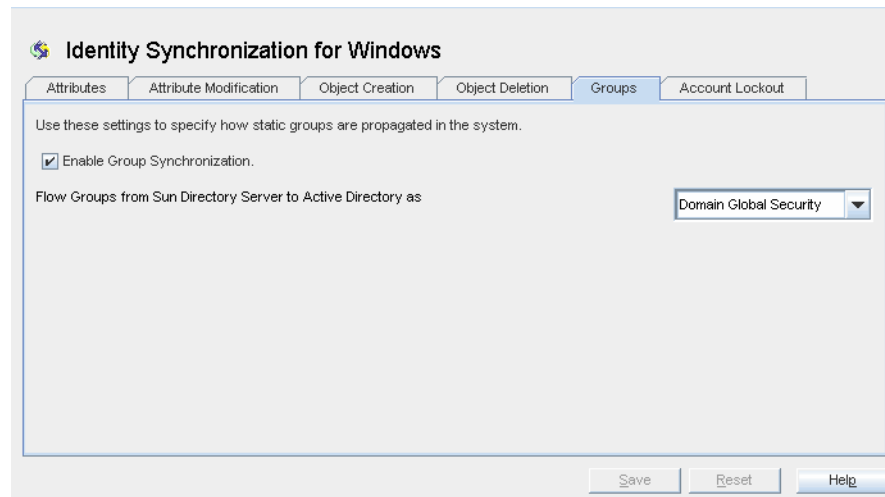 Identity Synchronization for Windows
Attributes
Attribute Modification
Object Creation
Object Deletion
Groups
Account Lockout
Use these settings to specify how static groups are propagated in the system.
Enable Group Synchronization.
Flow Groups from Sun Directory Server to Active Directory as
Domain Global Security
Save
Reset
Help